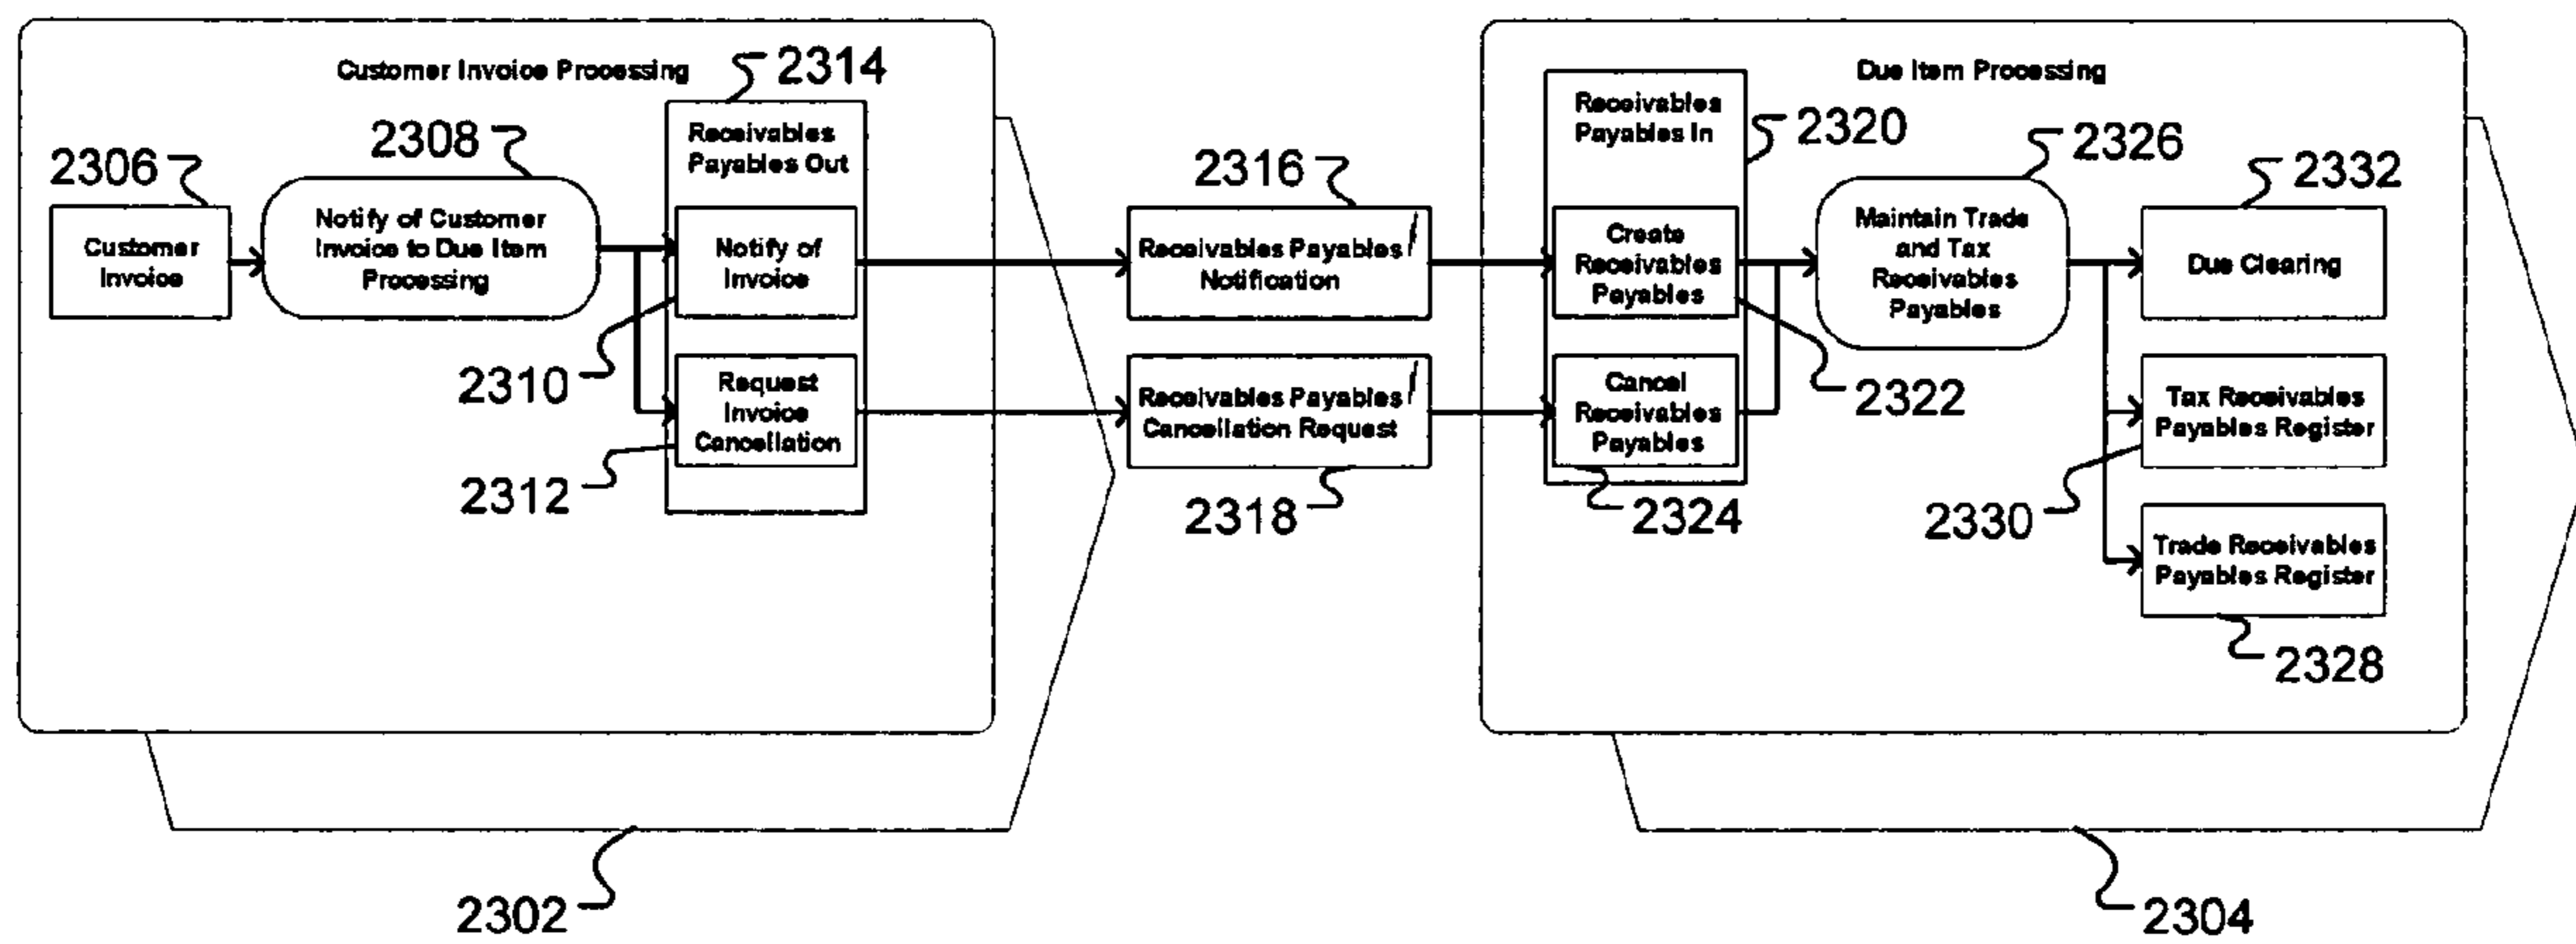 Customer Invoice Processing
2314
2308
2306
Receivables
Payables Out
Customer
Invoice
Notify of Customer
Invoice to Due Item
Processing
Notify of
Invoice
2310
Request
Invoice
Cancellation
2312
2302
2316
Receivables Payables
Notification
Receivables Payables
Cancellation Request
2318
Due Item Processing
Receivables
Payables In
2320
2326
2332
Create
Receivables
Payables
Maintain Trade
and Tax
Receivables
Payables
Due Clearing
2322
Cancel
Receivables
Payables
2324
Tax Receivables
Payables Register
2330
Trade Receivables
Payables Register
2328
2304